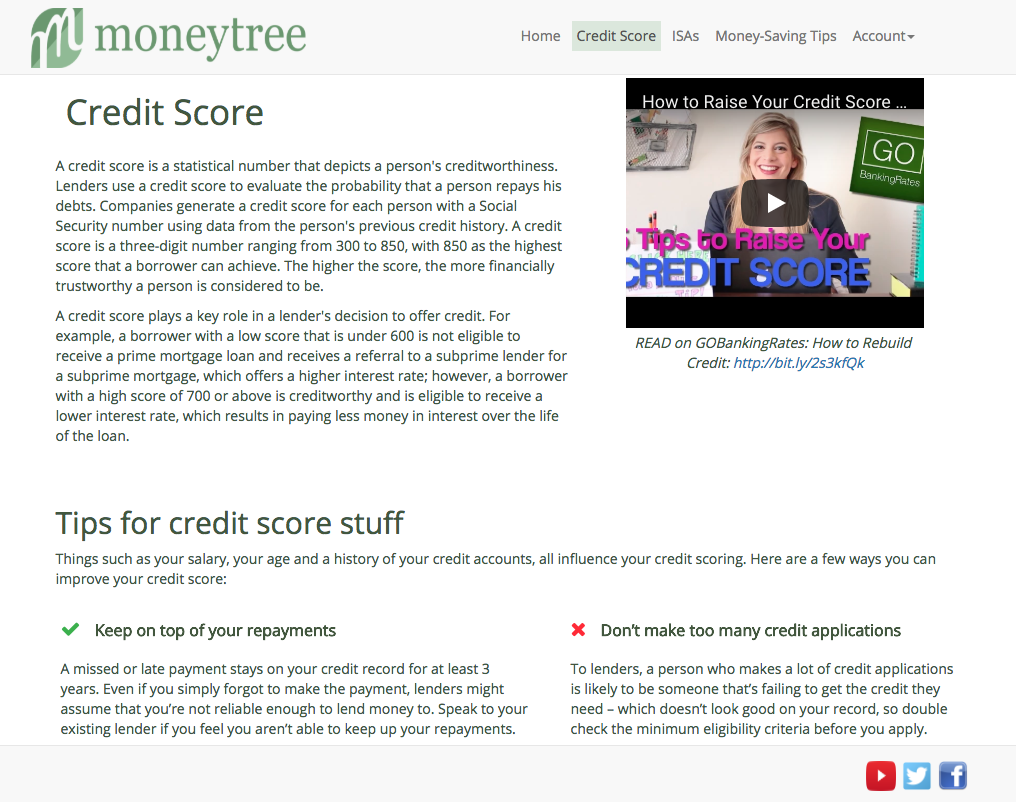 moneytree
Home Credit Score ISAs Money-Saving Tips Account
Credit Score
A credit score is a statistical number that depicts a person's creditworthiness.
Lenders use a credit score to evaluate the probability that a person repays his
debts. Companies generate a credit score for each person with a Social
Security number using data from the person's previous credit history. A credit
score is a three-digit number ranging from 300 to 850, with 850 as the highest
score that a borrower can achieve. The higher the score, the more financially
trustworthy a person is considered to be.
A credit score plays a key role in a lender's decision to offer credit. For
example, a borrower with a low score that is under 600 is not eligible to
receive a prime mortgage loan and receives a referral to a subprime lender for
a subprime mortgage, which offers a higher interest rate; however, a borrower
with a high score of 700 or above is creditworthy and is eligible to receive a
lower interest rate, which results in paying less money in interest over the life
of the loan.
How to Raise Your Credit Score ...
GO
BankingRates
Tips to Raise Your
CREDIT SCORE
READ on GOBankingRates: How to Rebuild
Credit: http://bit.ly/2s3kfQk
Tips for credit score stuff
Things such as your salary, your age and a history of your credit accounts, all influence your credit scoring. Here are a few ways you can
improve your credit score:
Keep on top of your repayments
A missed or late payment stays on your credit record for at least 3
years. Even if you simply forgot to make the payment, lenders might
assume that you’re not reliable enough to lend money to. Speak to your
existing lender if you feel you aren’t able to keep up your repayments.
Don’t make too many credit applications
To lenders, a person who makes a lot of credit applications
is likely to be someone that’s failing to get the credit they
need – which doesn’t look good on your record, so double
check the minimum eligibility criteria before you apply.